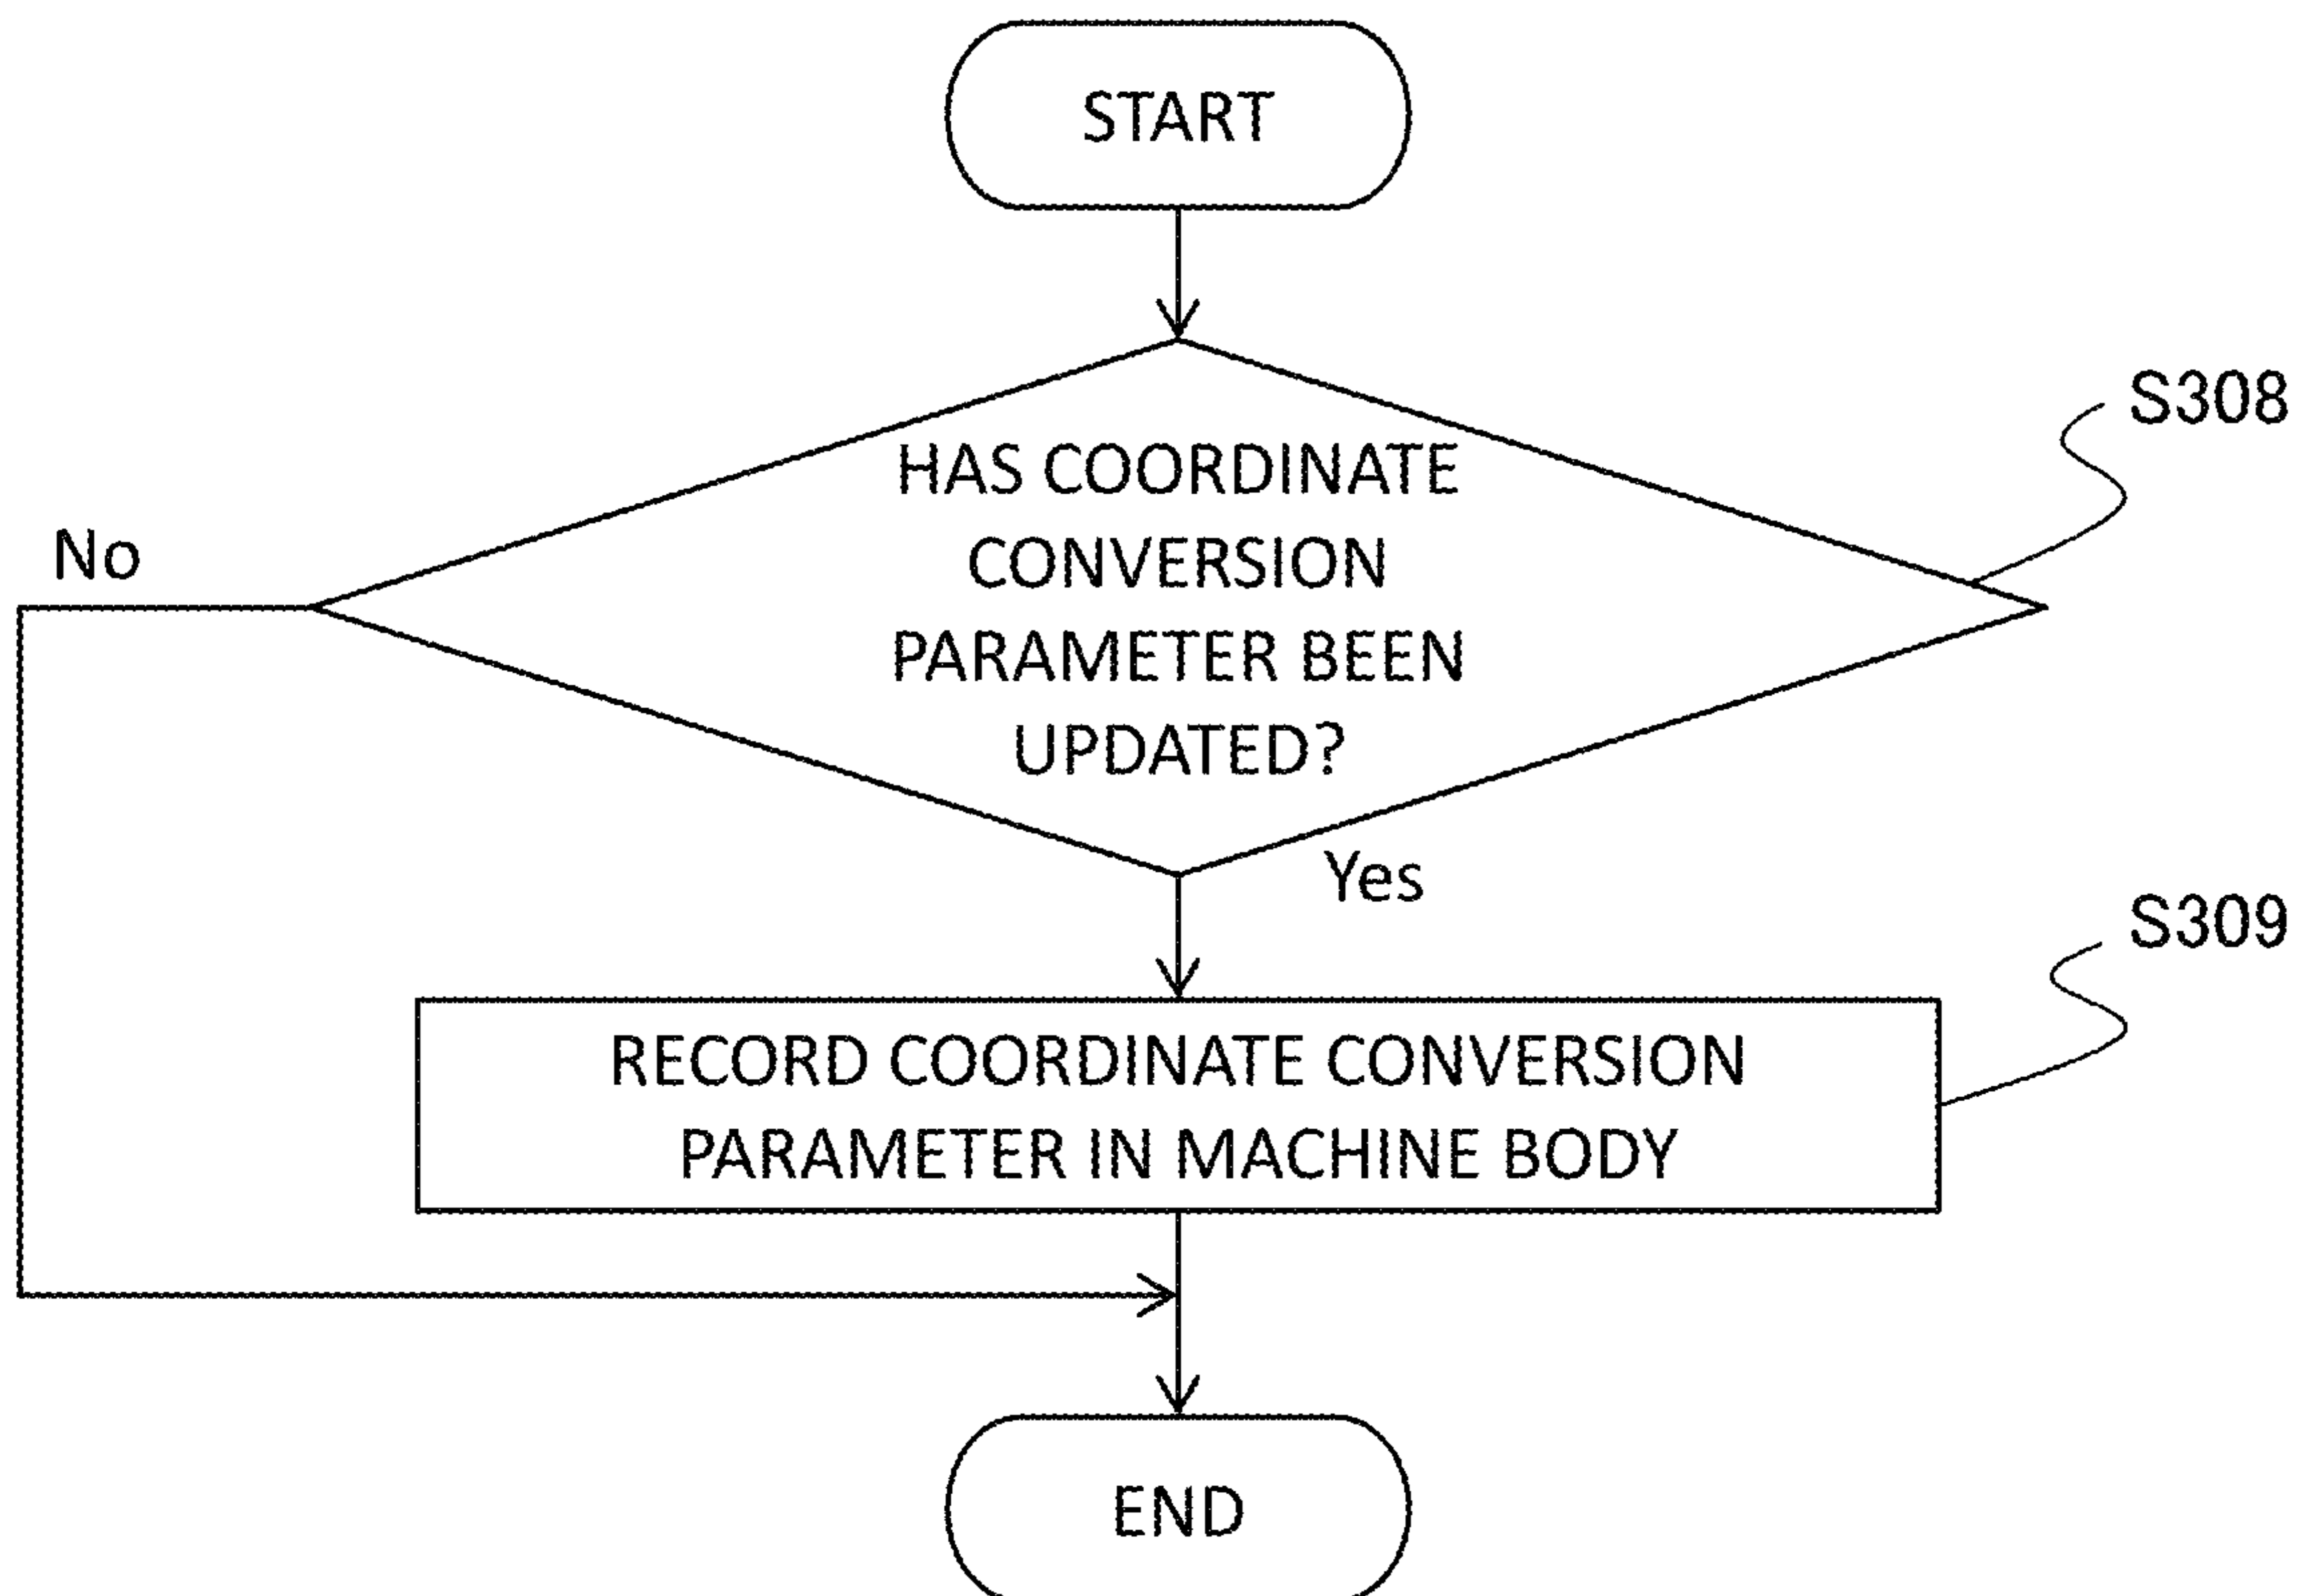 START
S308
HAS COORDINATE
CONVERSION
PARAMETER BEEN
UPDATED?
No
Yes
S309
RECORD COORDINATE CONVERSION
PARAMETER IN MACHINE BODY
END